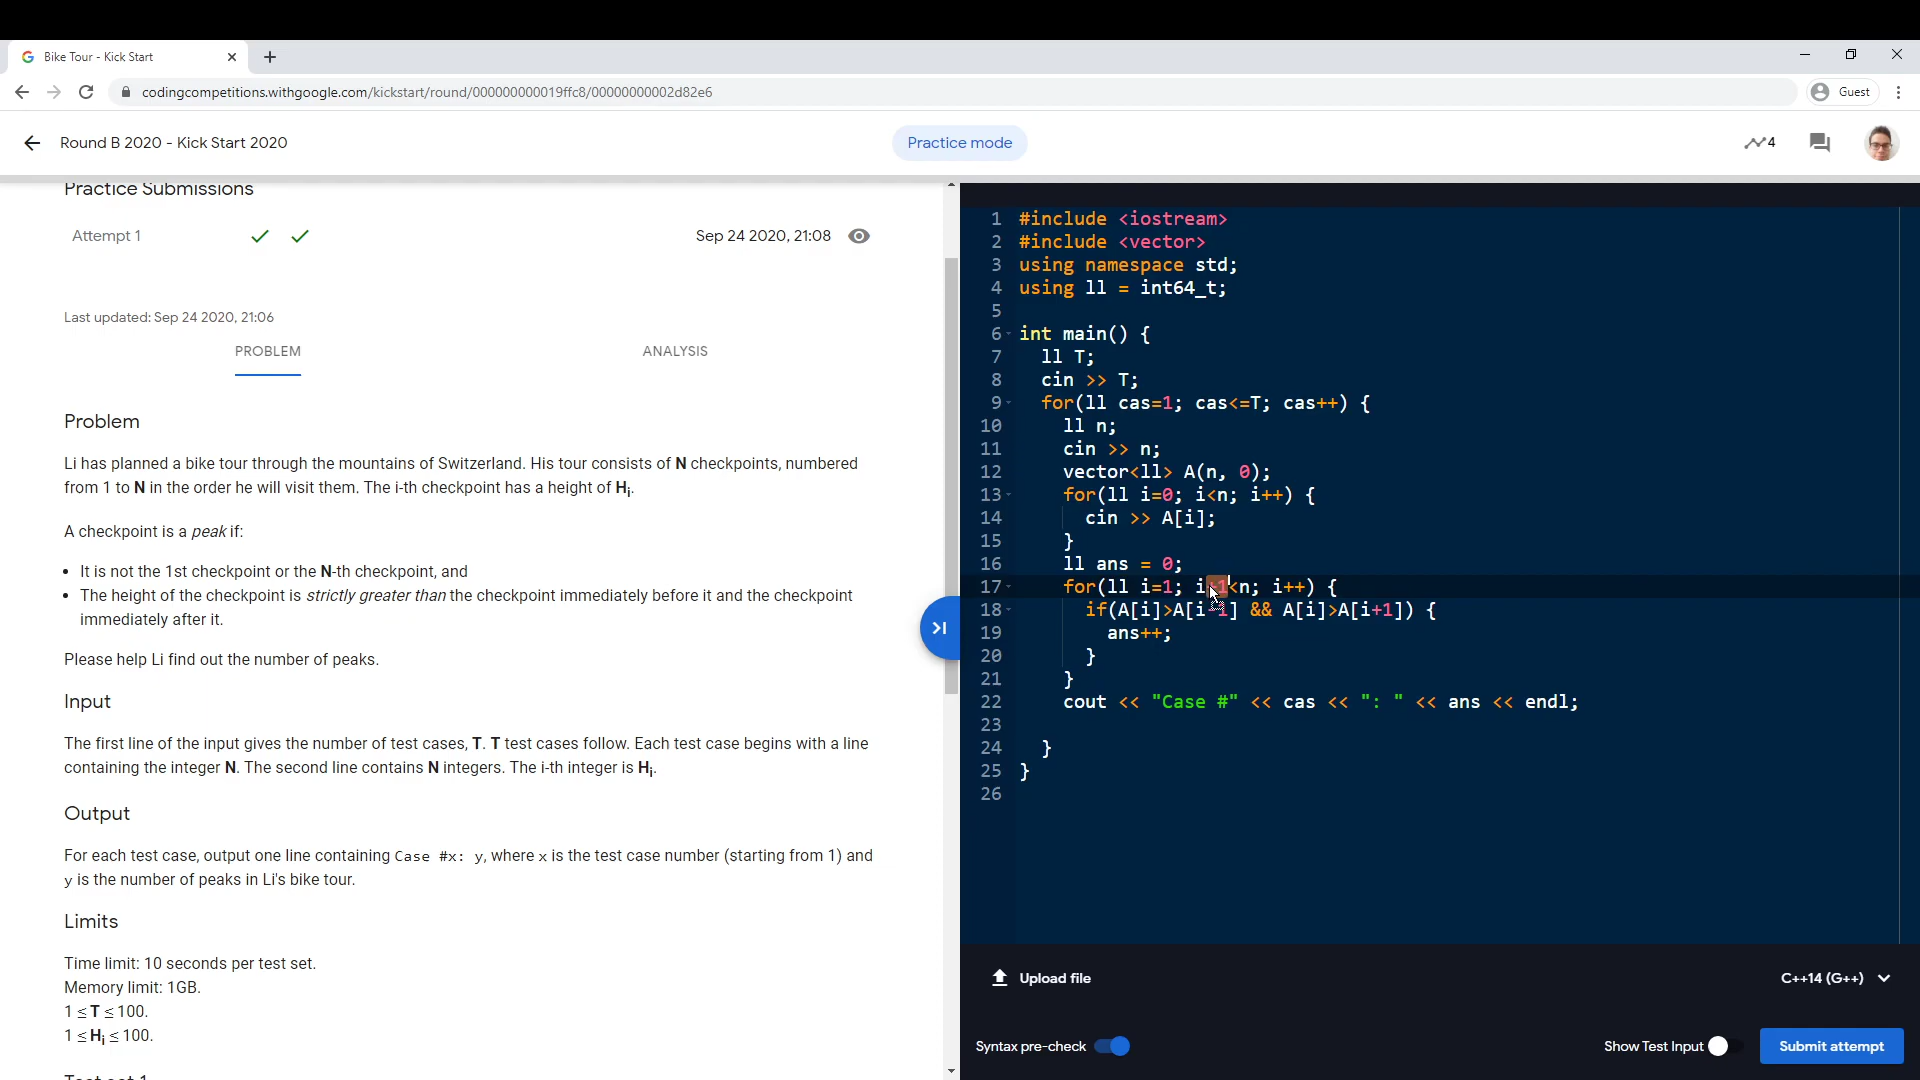 Bike Tour - Kick Start
codingcompetitions.withgoogle.com/kickstart/round/000000000019ffc8/00000000002d82e6
Guest
Round B 2020 - Kick Start 2020
Practice mode
4
Practice Submissions
Attempt 1
Sep 24 2020, 21:08
Last updated: Sep 24 2020, 21:06
PROBLEM
ANALYSIS
Problem
Li has planned a bike tour through the mountains of Switzerland. His tour consists of N checkpoints, numbered
from 1 to N in the order he will visit them. The i-th checkpoint has a height of Hi.
A checkpoint is a peak if:
• It is not the 1st checkpoint or the N-th checkpoint, and
• The height of the checkpoint is strictly greater than the checkpoint immediately before it and the checkpoint
immediately after it.
Please help Li find out the number of peaks.
Input
The first line of the input gives the number of test cases, T. T test cases follow. Each test case begins with a line
containing the integer N. The second line contains N integers. The i-th integer is Hi.
Output
For each test case, output one line containing Case #x: y, where x is the test case number (starting from 1) and
y is the number of peaks in Li's bike tour.
Limits
Time limit: 10 seconds per test set.
Memory limit: 1GB.
1 ≤ T ≤ 100.
1 ≤ Hi ≤ 100.
1 #include <iostream>
2 #include <vector>
3 using namespace std;
4 using ll = int64_t;
5
6 int main() {
7 ll T;
8 cin >> T;
9 for(ll cas=1; cas<=T; cas++) {
10 ll n;
11 cin >> n;
12 vector<ll> A(n, 0);
13 for(ll i=0; i<n; i++) {
14 cin >> A[i];
15 }
16 ll ans = 0;
17 for(ll i=1; i+1<n; i++) {
18 if(A[i]>A[i-1] && A[i]>A[i+1]) {
19 ans++;
20 }
21 }
22 cout << "Case #" << cas << ": " << ans << endl;
23
24 }
25 }
26
Upload file
C++14 (G++)
Syntax pre-check
Show Test Input
Submit attempt